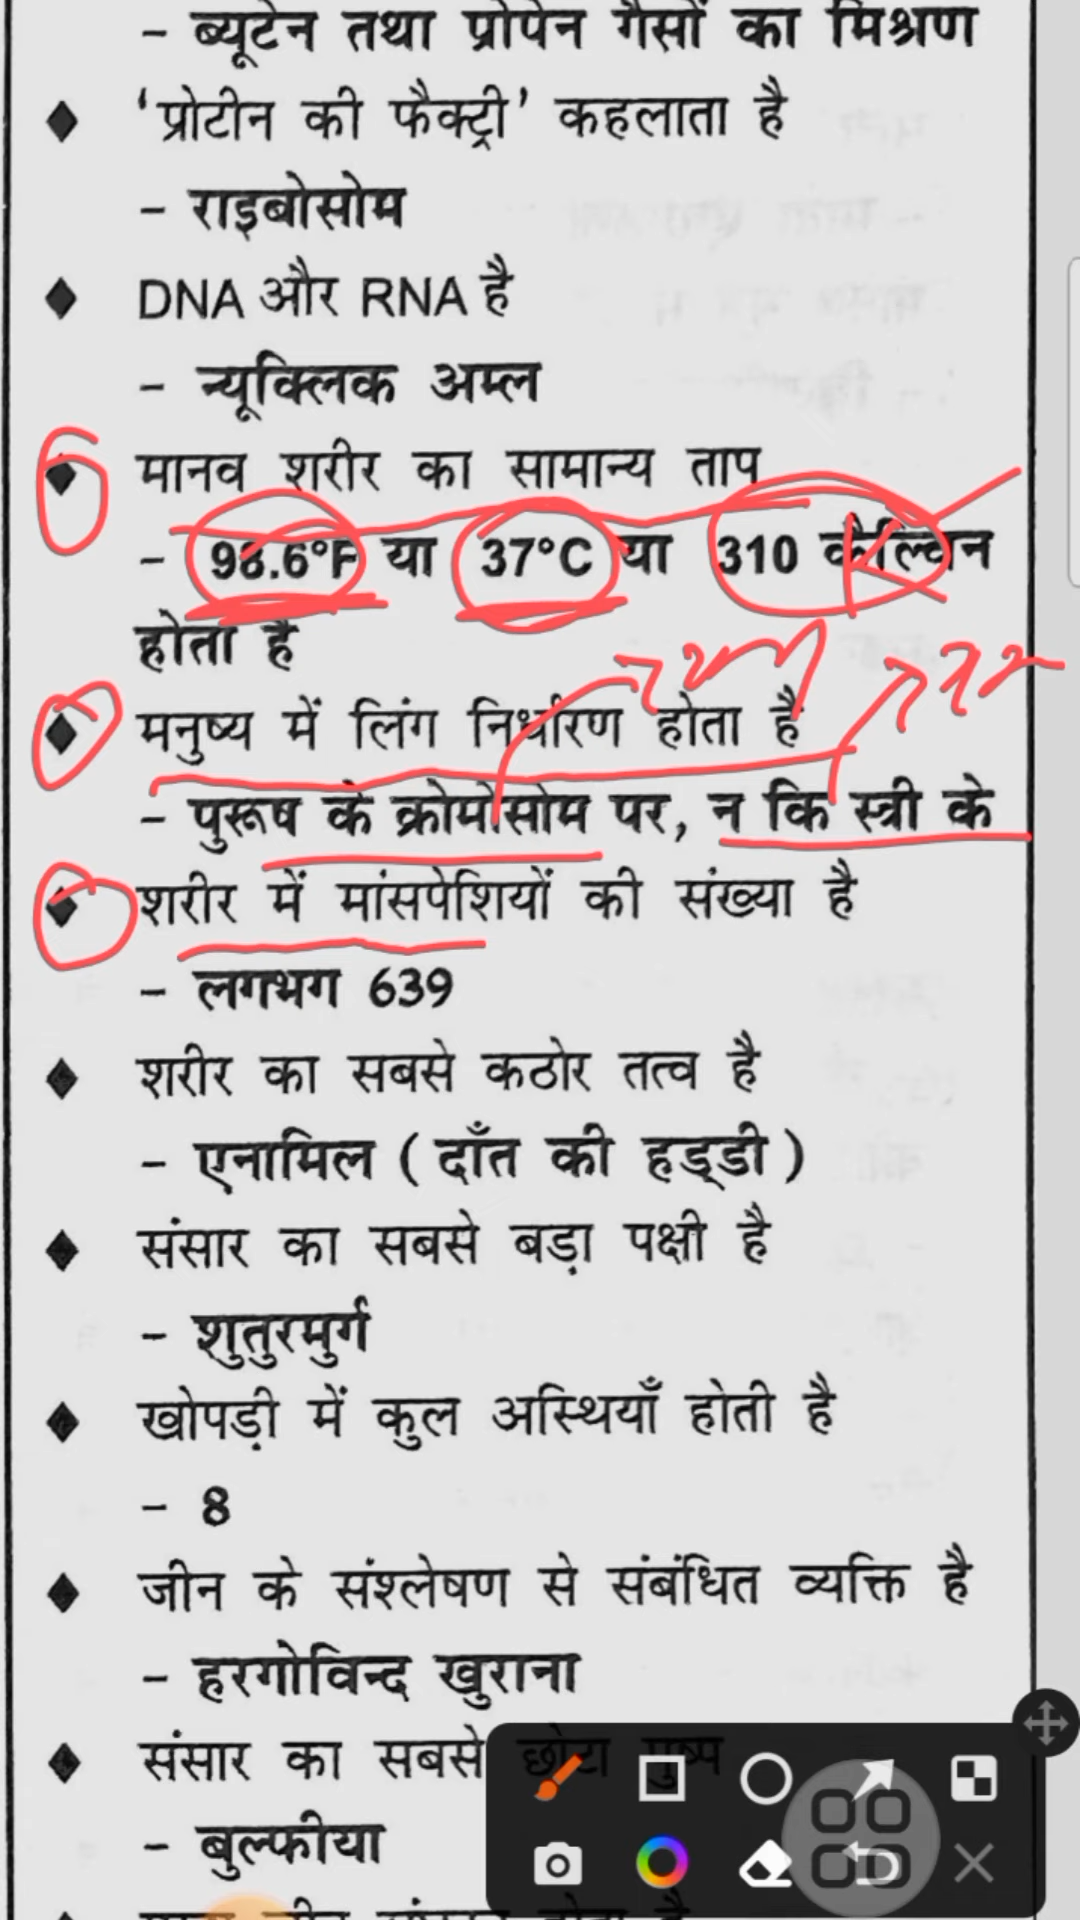 - ब्यूटेन तथा प्रोपेन गैसों का मिश्रण
◆ 'प्रोटीन की फैक्ट्री' कहलाता है
- राइबोसोम
◆ DNA और RNA है
- न्यूक्लिक अम्ल
◆ मानव शरीर का सामान्य ताप
- 98.6°F या 37°C या 310 केल्विन
होता है
◆ मनुष्य में लिंग निर्धारण होता है
- पुरूष के क्रोमोसोम पर, न कि स्त्री के
◆ शरीर में मांसपेशियों की संख्या है
- लगभग 639
◆ शरीर का सबसे कठोर तत्व है
- एनामिल ( दाँत की हड्डी )
◆ संसार का सबसे बड़ा पक्षी है
- शुतुरमुर्ग
◆ खोपड़ी में कुल अस्थियाँ होती है
- 8
◆ जीन के संश्लेषण से संबंधित व्यक्ति है
- हरगोविन्द खुराना
◆ संसार का सबसे छोटा पुष्प
- बुल्फीया